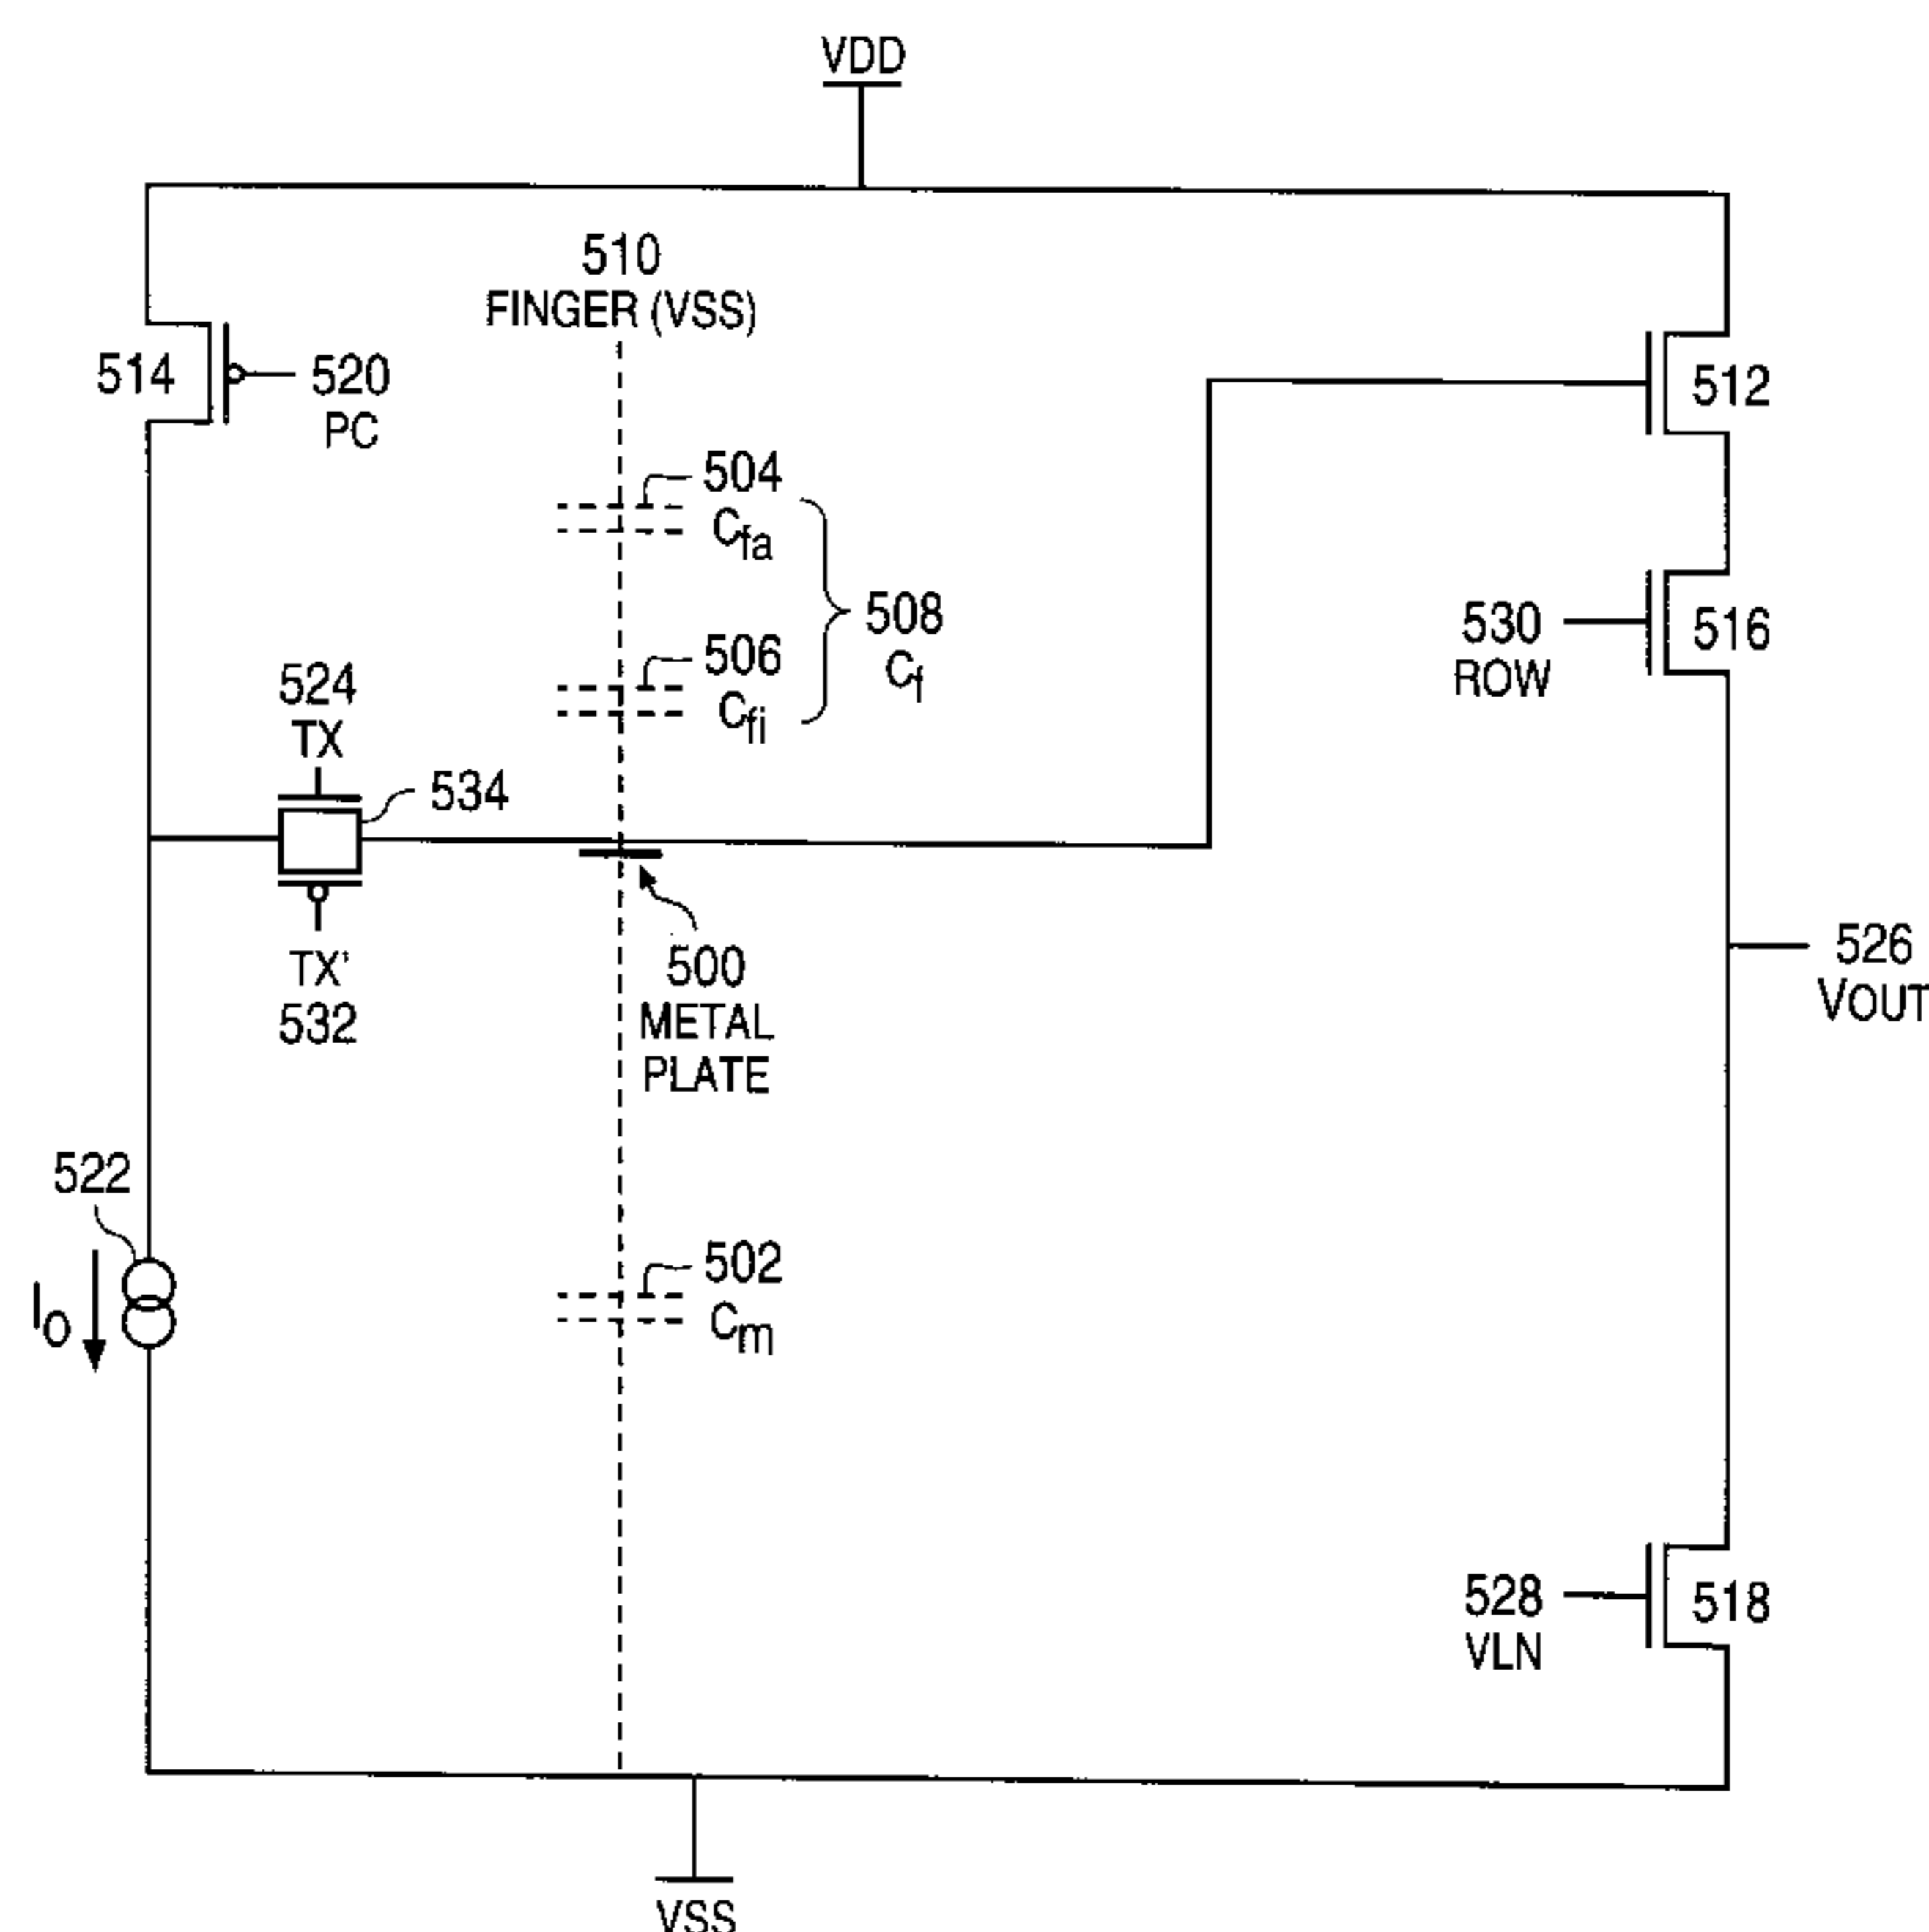 VDD
510
FINGER (VSS)
514
520
PC
512
504
Cfa
508
Cf
506
Cfi
530
ROW
516
524
TX
534
TX'
532
500
METAL
PLATE
526
VOUT
522
IO
502
Cm
528
VLN
518
VSS